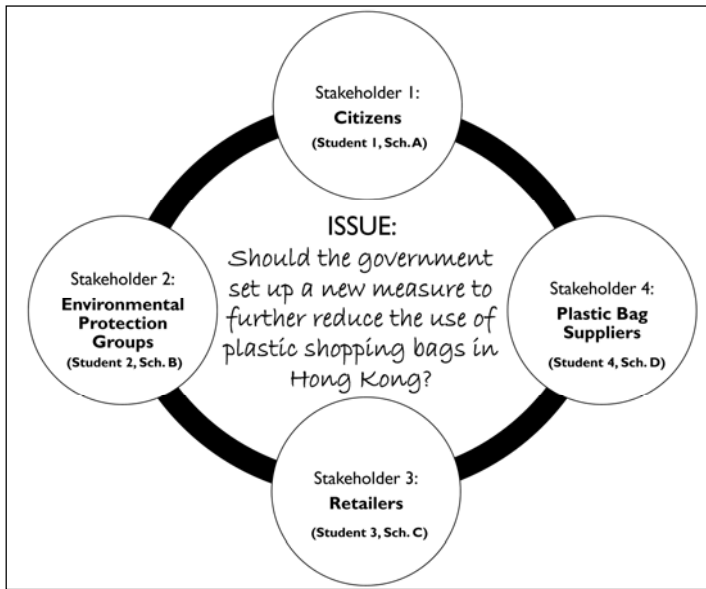 Stakeholder 1:
Citizens
(Student 1, Sch. A)
ISSUE:
Should the government
set up a new measure to
further reduce the use of
plastic shopping bags in
Hong Kong?
Stakeholder 2:
Environmental
Protection
Groups
(Student 2, Sch. B)
Stakeholder 4:
Plastic Bag
Suppliers
(Student 4, Sch. D)
Stakeholder 3:
Retailers
(Student 3, Sch. C)